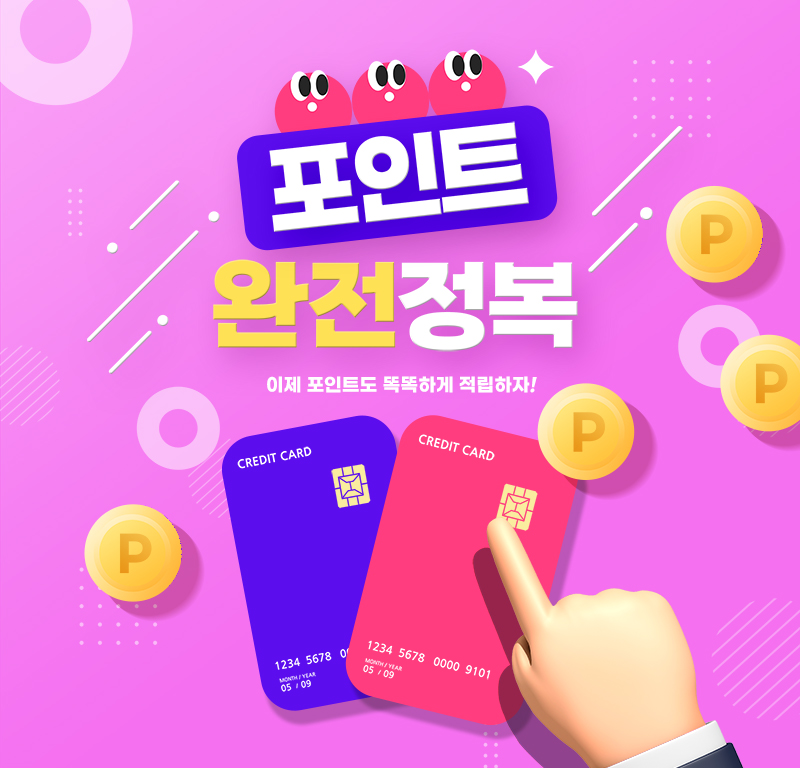 포인트
완전정복
이제 포인트도 똑똑하게 적립하자!
P
P
P
P
CREDIT CARD
1234 5678
MONTH / YEAR
05 / 09
CREDIT CARD
1234 5678 0000 9101
MONTH / YEAR
05 / 09